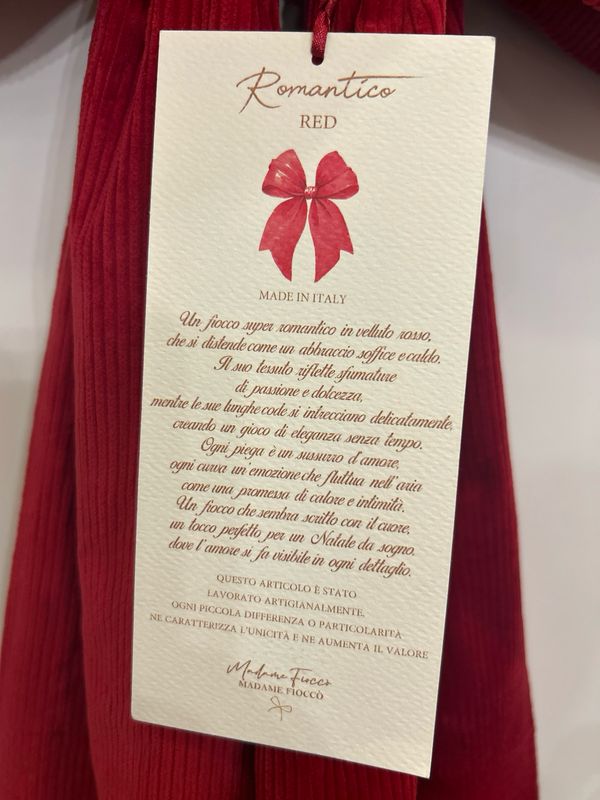 Romantico
RED
MADE IN ITALY
Un fiocco super romantico in velluto rosso,
che si distende come un abbraccio soffice e caldo.
Il suo tessuto riflette sfumature
di passione e dolcezza,
mentre le sue lunghe code si intrecciano delicatamente,
creando un gioco di eleganza senza tempo.
Ogni piega è un sussurro d'amore,
ogni curva un'emozione che fluttua nell'aria
come una promessa di calore e intimità.
Un fiocco che sembra scritto con il cuore,
un tocco perfetto per un Natale da sogno
dove l'amore si fa visibile in ogni dettaglio.
QUESTO ARTICOLO È STATO
LAVORATO ARTIGIANALMENTE.
OGNI PICCOLA DIFFERENZA O PARTICOLARITÀ
NE CARATTERIZZA L'UNICITÀ E NE AUMENTA IL VALORE
Madame Fiocco
MADAME FIOCCÒ